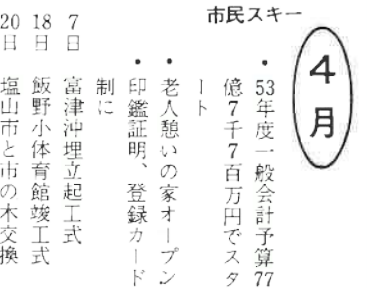 市民スキー
4月
・53年度一般会計予算77
億7千7百万円でスタ
ート
・老人憩いの家オープン
・印鑑証明、登録カード
制に
7日 富津沖埋立起工式
18日 飯野小体育館竣工式
20日 塩山市と市の木交換